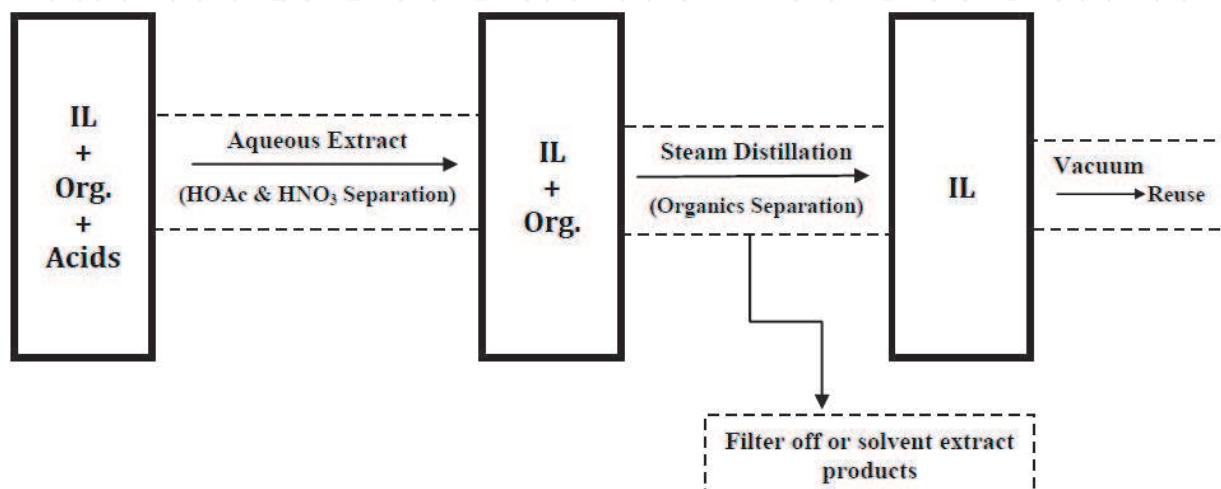 IL
+
Org.
+
Acids
Aqueous Extract
(HOAc & HNO₃ Separation)
IL
+
Org.
Steam Distillation
(Organics Separation)
IL
Vacuum
Reuse
Filter off or solvent extract
products